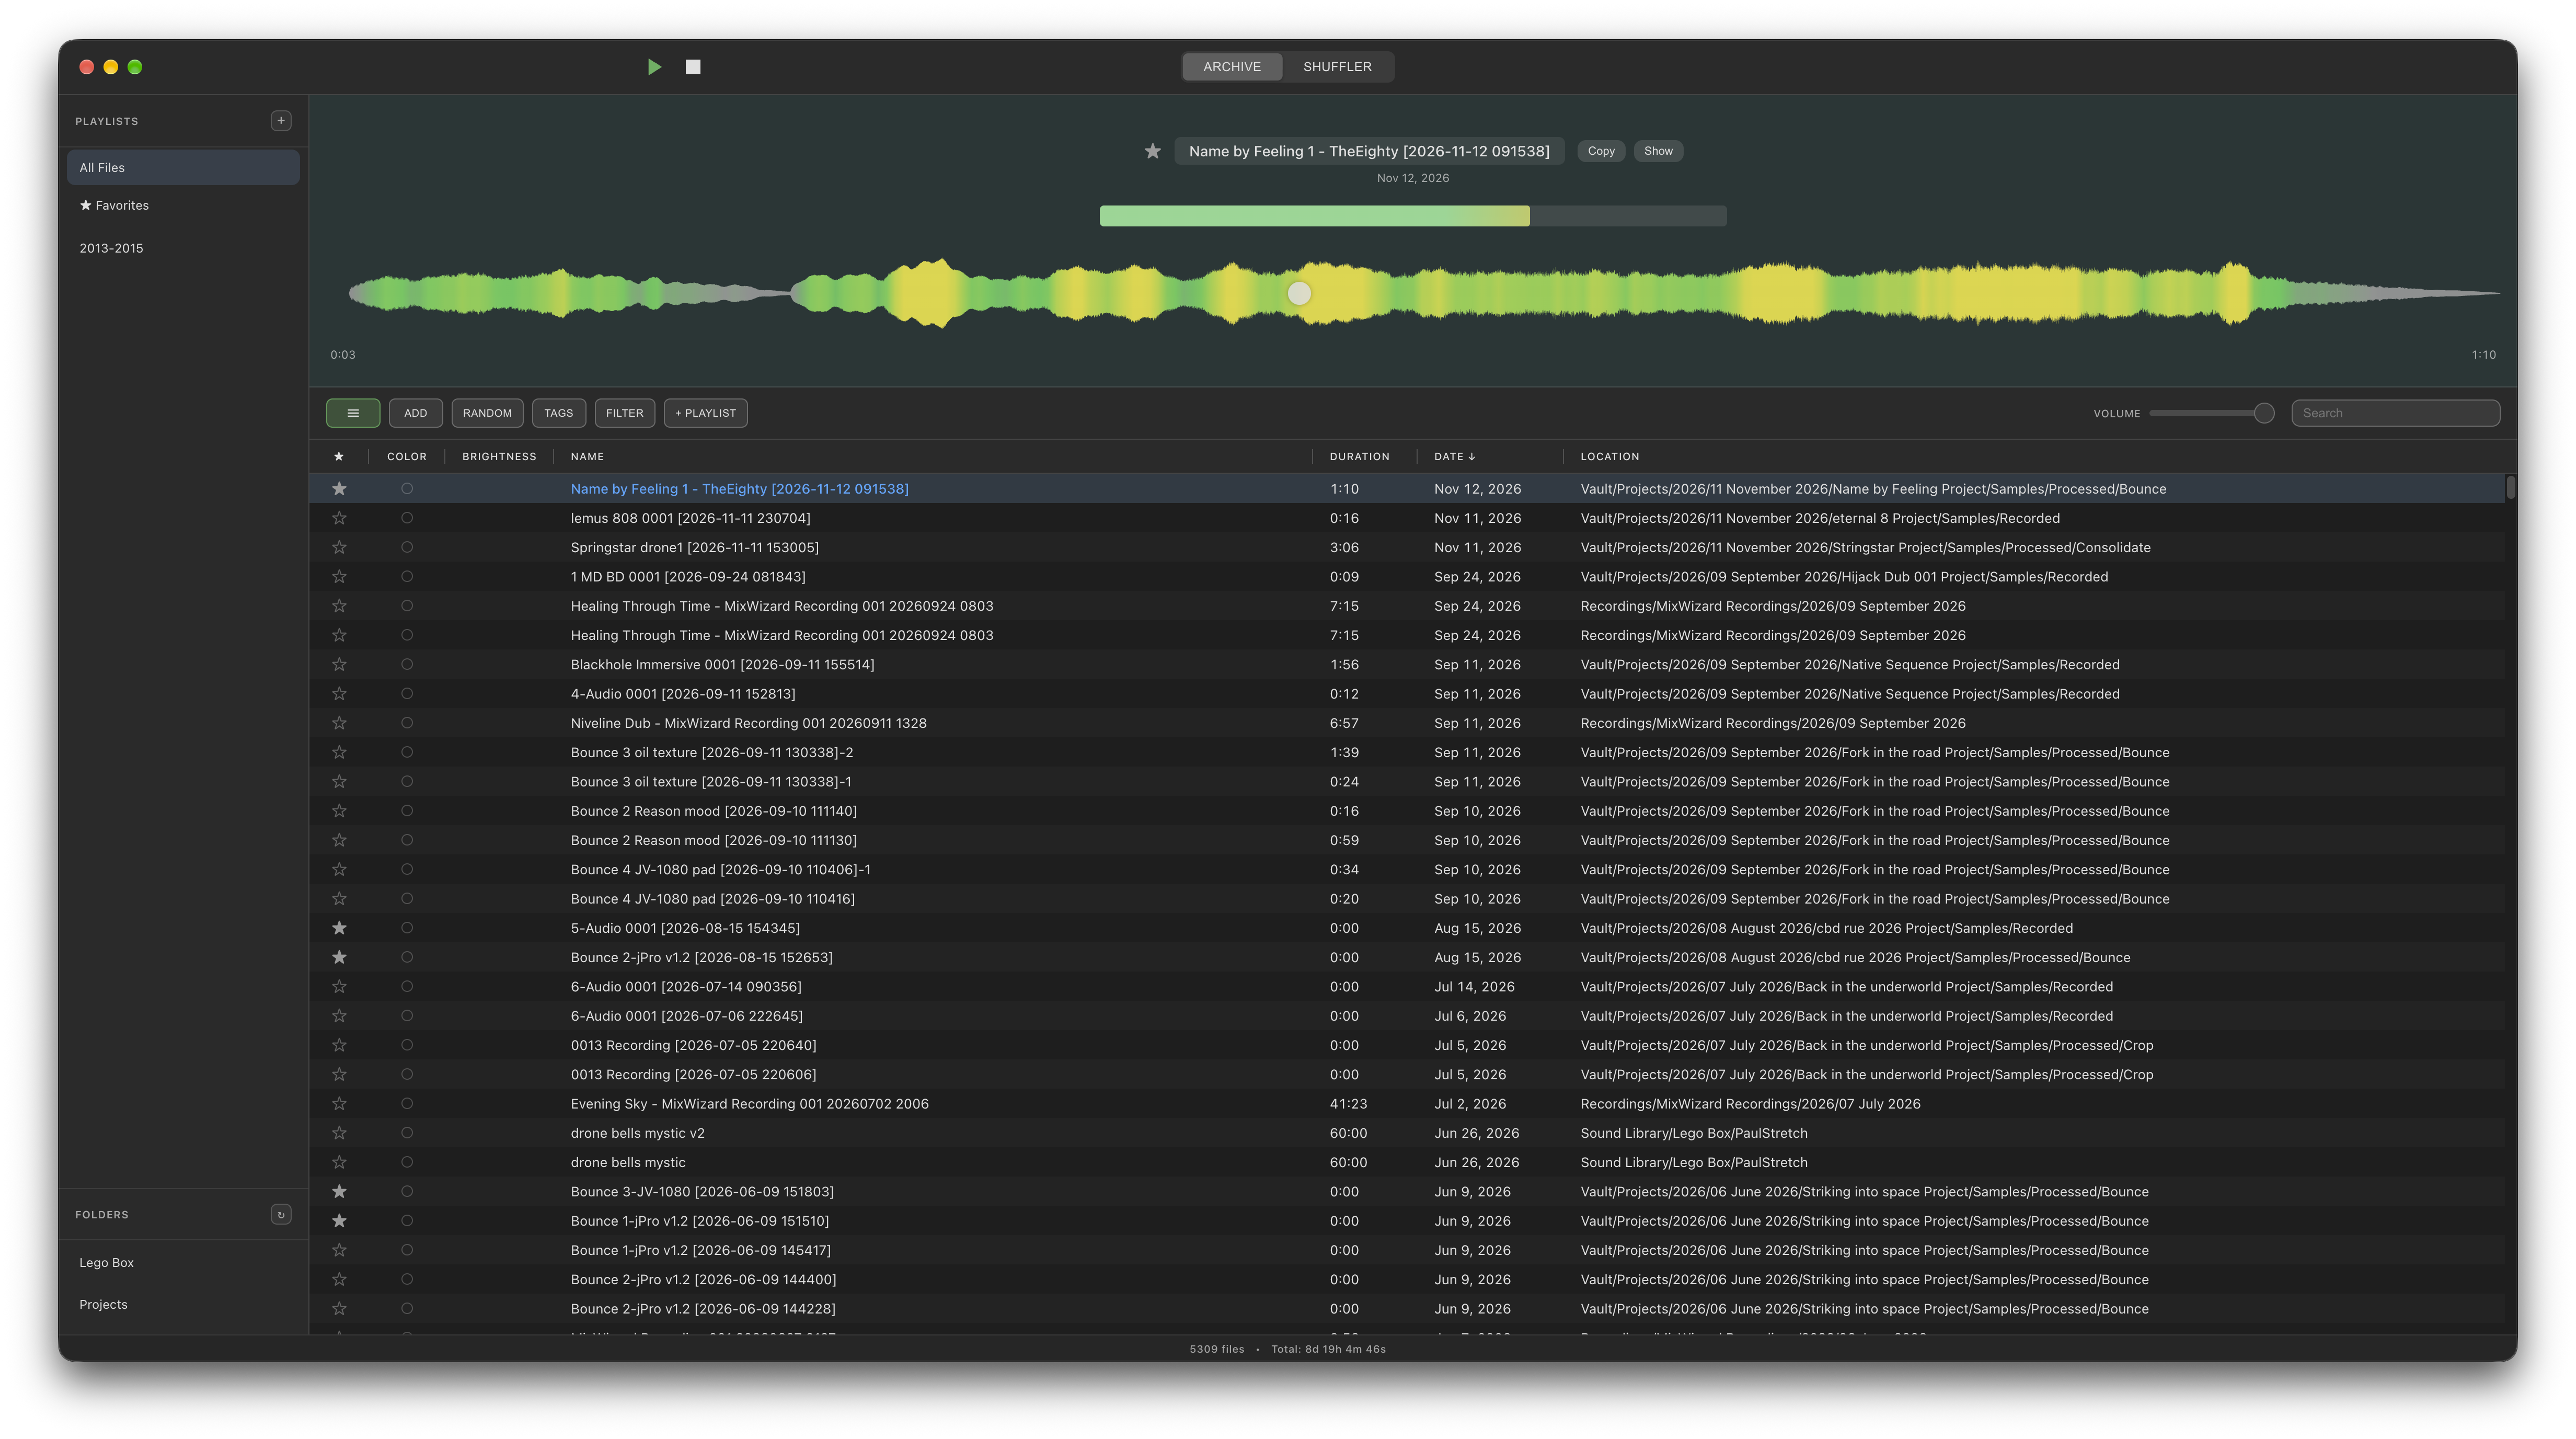 ARCHIVE SHUFFLER
PLAYLISTS +
All Files
★ Favorites
2013-2015
Name by Feeling 1 - TheEighty [2026-11-12 091538] Copy Show
Nov 12, 2026
0:03 1:10
ADD RANDOM TAGS FILTER + PLAYLIST VOLUME Search
★ COLOR BRIGHTNESS NAME DURATION DATE ↓ LOCATION
Name by Feeling 1 - TheEighty [2026-11-12 091538] 1:10 Nov 12, 2026 Vault/Projects/2026/11 November 2026/Name by Feeling Project/Samples/Processed/Bounce
lemus 808 0001 [2026-11-11 230704] 0:16 Nov 11, 2026 Vault/Projects/2026/11 November 2026/eternal 8 Project/Samples/Recorded
Springstar drone1 [2026-11-11 153005] 3:06 Nov 11, 2026 Vault/Projects/2026/11 November 2026/Stringstar Project/Samples/Processed/Consolidate
1 MD BD 0001 [2026-09-24 081843] 0:09 Sep 24, 2026 Vault/Projects/2026/09 September 2026/Hijack Dub 001 Project/Samples/Recorded
Healing Through Time - MixWizard Recording 001 20260924 0803 7:15 Sep 24, 2026 Recordings/MixWizard Recordings/2026/09 September 2026
Healing Through Time - MixWizard Recording 001 20260924 0803 7:15 Sep 24, 2026 Recordings/MixWizard Recordings/2026/09 September 2026
Blackhole Immersive 0001 [2026-09-11 155514] 1:56 Sep 11, 2026 Vault/Projects/2026/09 September 2026/Native Sequence Project/Samples/Recorded
4-Audio 0001 [2026-09-11 152813] 0:12 Sep 11, 2026 Vault/Projects/2026/09 September 2026/Native Sequence Project/Samples/Recorded
Niveline Dub - MixWizard Recording 001 20260911 1328 6:57 Sep 11, 2026 Recordings/MixWizard Recordings/2026/09 September 2026
Bounce 3 oil texture [2026-09-11 130338]-2 1:39 Sep 11, 2026 Vault/Projects/2026/09 September 2026/Fork in the road Project/Samples/Processed/Bounce
Bounce 3 oil texture [2026-09-11 130338]-1 0:24 Sep 11, 2026 Vault/Projects/2026/09 September 2026/Fork in the road Project/Samples/Processed/Bounce
Bounce 2 Reason mood [2026-09-10 111140] 0:16 Sep 10, 2026 Vault/Projects/2026/09 September 2026/Fork in the road Project/Samples/Processed/Bounce
Bounce 2 Reason mood [2026-09-10 111130] 0:59 Sep 10, 2026 Vault/Projects/2026/09 September 2026/Fork in the road Project/Samples/Processed/Bounce
Bounce 4 JV-1080 pad [2026-09-10 110406]-1 0:34 Sep 10, 2026 Vault/Projects/2026/09 September 2026/Fork in the road Project/Samples/Processed/Bounce
Bounce 4 JV-1080 pad [2026-09-10 110416] 0:20 Sep 10, 2026 Vault/Projects/2026/09 September 2026/Fork in the road Project/Samples/Processed/Bounce
5-Audio 0001 [2026-08-15 154345] 0:00 Aug 15, 2026 Vault/Projects/2026/08 August 2026/cbd rue 2026 Project/Samples/Recorded
Bounce 2-jPro v1.2 [2026-08-15 152653] 0:00 Aug 15, 2026 Vault/Projects/2026/08 August 2026/cbd rue 2026 Project/Samples/Processed/Bounce
6-Audio 0001 [2026-07-14 090356] 0:00 Jul 14, 2026 Vault/Projects/2026/07 July 2026/Back in the underworld Project/Samples/Recorded
6-Audio 0001 [2026-07-06 222645] 0:00 Jul 6, 2026 Vault/Projects/2026/07 July 2026/Back in the underworld Project/Samples/Recorded
0013 Recording [2026-07-05 220640] 0:00 Jul 5, 2026 Vault/Projects/2026/07 July 2026/Back in the underworld Project/Samples/Processed/Crop
0013 Recording [2026-07-05 220606] 0:00 Jul 5, 2026 Vault/Projects/2026/07 July 2026/Back in the underworld Project/Samples/Processed/Crop
Evening Sky - MixWizard Recording 001 20260702 2006 41:23 Jul 2, 2026 Recordings/MixWizard Recordings/2026/07 July 2026
drone bells mystic v2 60:00 Jun 26, 2026 Sound Library/Lego Box/PaulStretch
drone bells mystic 60:00 Jun 26, 2026 Sound Library/Lego Box/PaulStretch
Bounce 3-JV-1080 [2026-06-09 151803] 0:00 Jun 9, 2026 Vault/Projects/2026/06 June 2026/Striking into space Project/Samples/Processed/Bounce
Bounce 1-jPro v1.2 [2026-06-09 151510] 0:00 Jun 9, 2026 Vault/Projects/2026/06 June 2026/Striking into space Project/Samples/Processed/Bounce
Bounce 1-jPro v1.2 [2026-06-09 145417] 0:00 Jun 9, 2026 Vault/Projects/2026/06 June 2026/Striking into space Project/Samples/Processed/Bounce
Bounce 2-jPro v1.2 [2026-06-09 144400] 0:00 Jun 9, 2026 Vault/Projects/2026/06 June 2026/Striking into space Project/Samples/Processed/Bounce
Bounce 2-jPro v1.2 [2026-06-09 144228] 0:00 Jun 9, 2026 Vault/Projects/2026/06 June 2026/Striking into space Project/Samples/Processed/Bounce
FOLDERS
Lego Box
Projects
5309 files • Total: 8d 19h 4m 46s